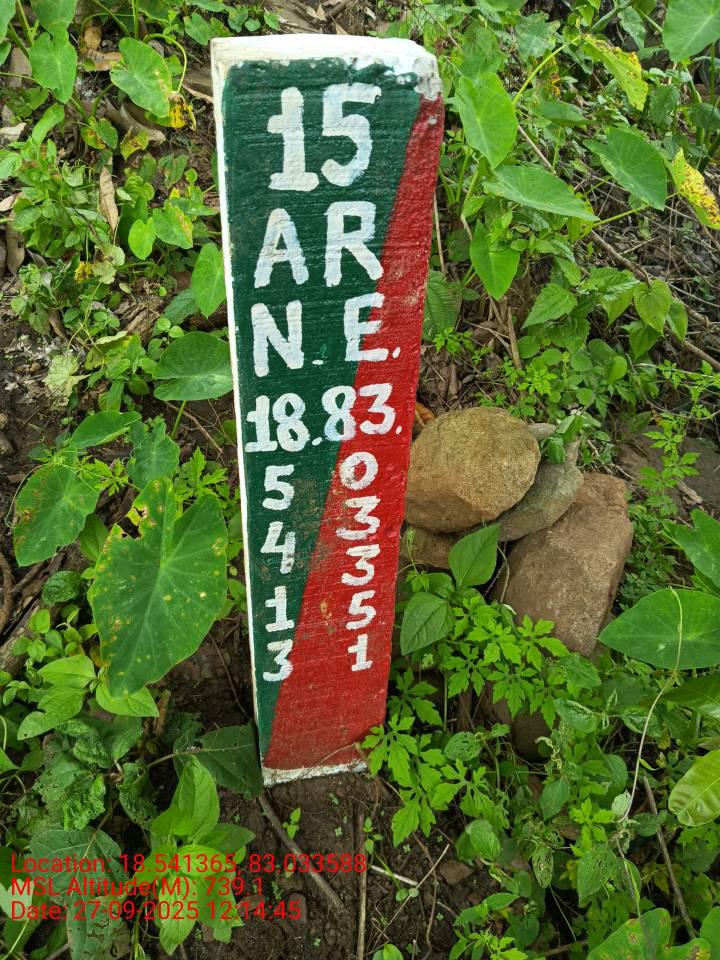 15
A R
N. E.
18.83.
5 0
4 3
1 3
3 5
1
Location: 18.541365, 83.033588
MSL Altitude(M): 739.1
Date: 27-09-2025 12:14:45